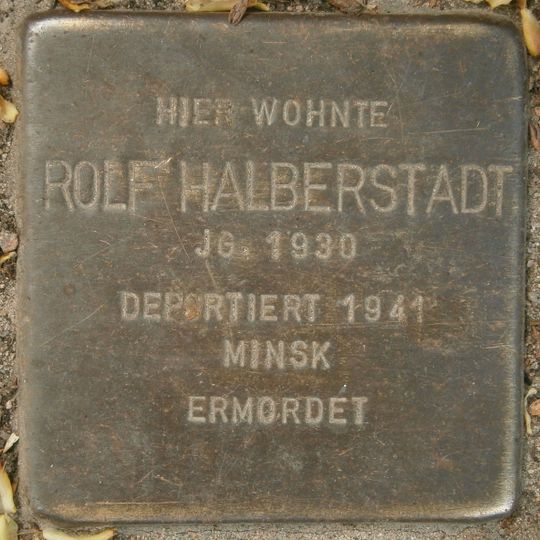 HIER WOHNTE
ROLF HALBERSTADT
JG. 1930
DEPORTIERT 1941
MINSK
ERMORDET